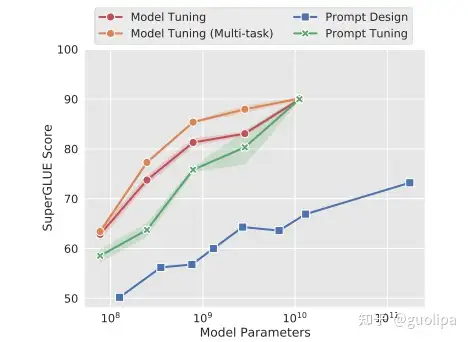 Model Tuning
Model Tuning (Multi-task)
Prompt Design
Prompt Tuning
100
90
80
70
60
50
SuperGLUE Score
10⁸
10⁹
10¹⁰
10¹¹
Model Parameters
知乎 @guolipa